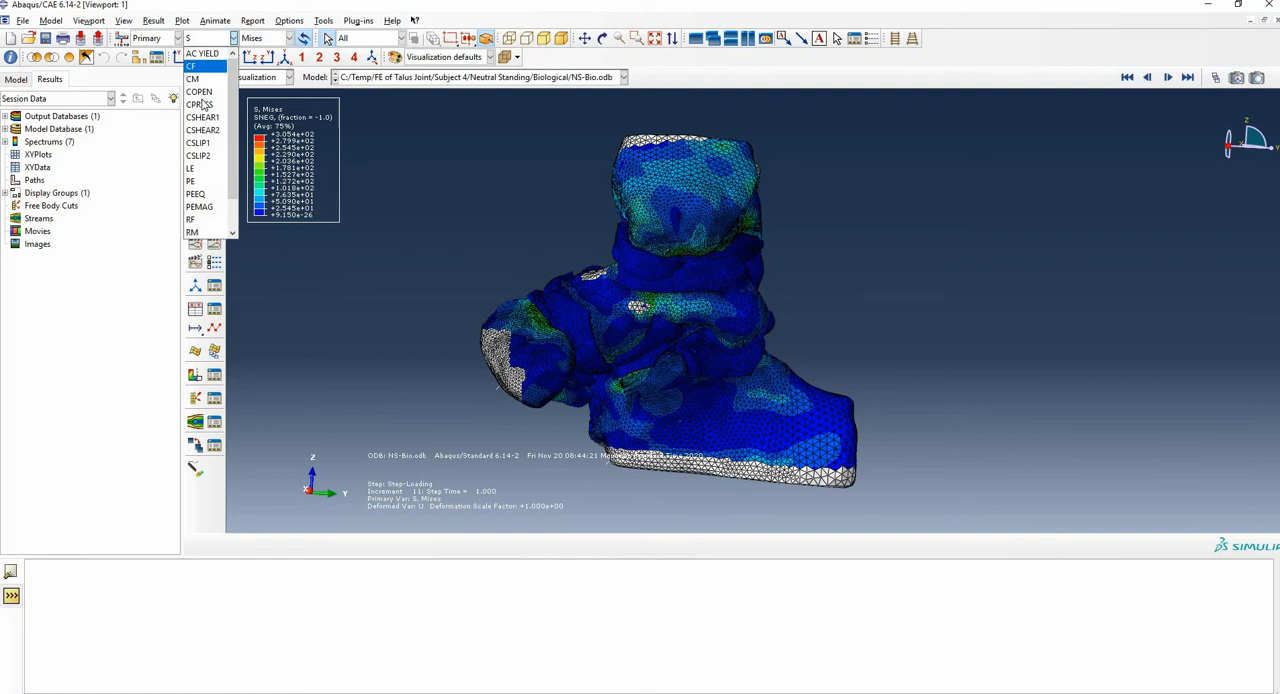 Abaqus/CAE 6.14-2 [Viewport: 1]
File Model Viewport View Result Plot Animate Report Options Tools Plug-ins Help
Primary S Mises All
1 2 3 4 Visualization defaults
Model Results
sualization Model: C:/Temp/FE of Talus Joint/Subject 4/Neutral Standing/Biological/NS-Bio.odb
Session Data
Output Databases (1)
Model Database (1)
Spectrums (7)
XYPlots
XYData
Paths
Display Groups (1)
Free Body Cuts
Streams
Movies
Images
AC YIELD
CF
CM
COPEN
CPRESS
CSHEAR1
CSHEAR2
CSLIP1
CSLIP2
LE
PE
PEEQ
PEMAG
RF
RM
S, Mises
SNEG, (fraction = -1.0)
(Avg: 75%)
+3.054e+02
+2.799e+02
+2.545e+02
+2.290e+02
+2.036e+02
+1.781e+02
+1.527e+02
+1.272e+02
+1.018e+02
+7.635e+01
+5.090e+01
+2.545e+01
+9.150e-26
Z
Y
X
Z
Y
X
ODB: NS-Bio.odb Abaqus/Standard 6.14-2 Fri Nov 20 08:44:21 2020
Step: Step-Loading
Increment 11: Step Time = 1.000
Primary Var: S, Mises
Deformed Var: U Deformation Scale Factor: +1.000e+00
SIMULIA